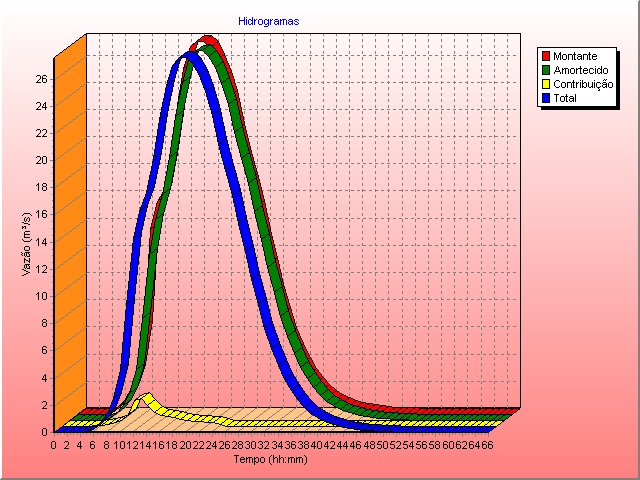 Hidrogramas
Montante
Amortecido
Contribuição
Total
Vazão (m³/s)
26
24
22
20
18
16
14
12
10
8
6
4
2
0
0 2 4 6 8 10 12 14 16 18 20 22 24 26 28 30 32 34 36 38 40 42 44 46 48 50 52 54 56 58 60 62 64 66
Tempo (hh:mm)